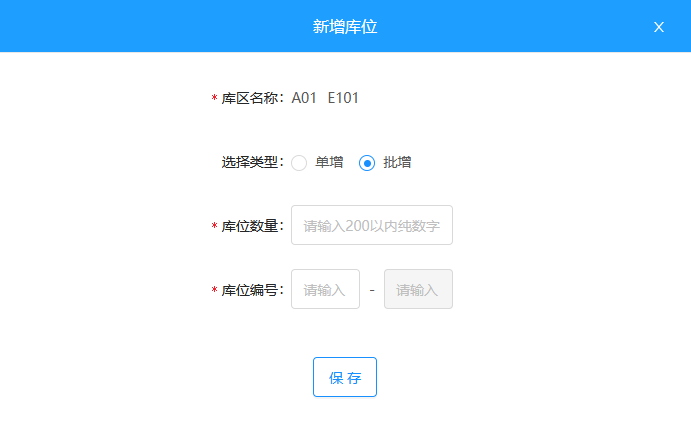 新增库位 X
* 库区名称： A01 E101
选择类型： 单增 批增
* 库位数量： 请输入200以内纯数字
* 库位编号： 请输入 - 请输入
保 存